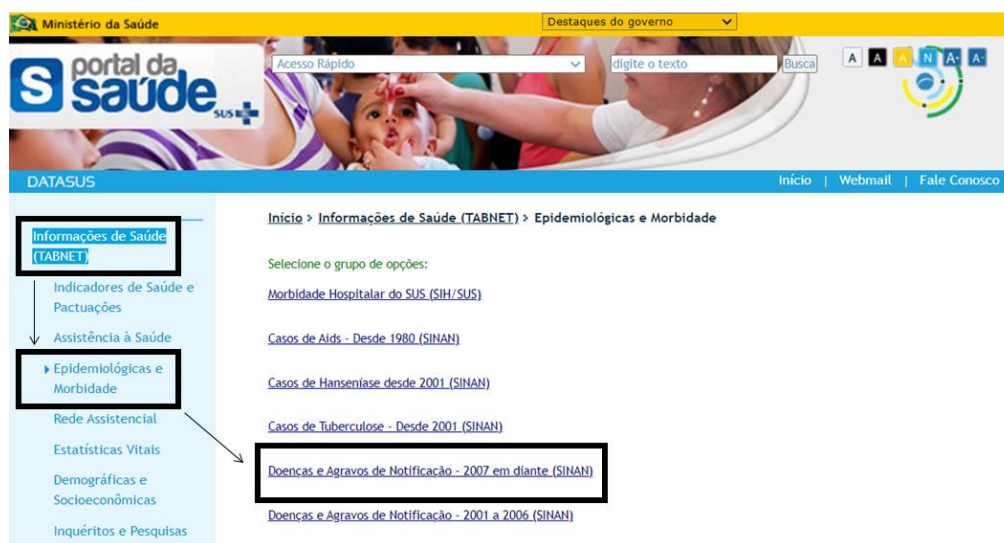 Ministério da Saúde
Destaques do governo
portal da
saúde
SUS
Acesso Rápido
digite o texto
Busca
A A A N A+ A-
DATASUS
Início | Webmail | Fale Conosco
Informações de Saúde
(TABNET)
Indicadores de Saúde e
Pactuações
Assistência à Saúde
Epidemiológicas e
Morbidade
Rede Assistencial
Estatísticas Vitais
Demográficas e
Socioeconômicas
Inquéritos e Pesquisas
Início > Informações de Saúde (TABNET) > Epidemiológicas e Morbidade
Selecione o grupo de opções:
Morbidade Hospitalar do SUS (SIH/SUS)
Casos de Aids - Desde 1980 (SINAN)
Casos de Hanseníase desde 2001 (SINAN)
Casos de Tuberculose - Desde 2001 (SINAN)
Doenças e Agravos de Notificação - 2007 em diante (SINAN)
Doenças e Agravos de Notificação - 2001 a 2006 (SINAN)